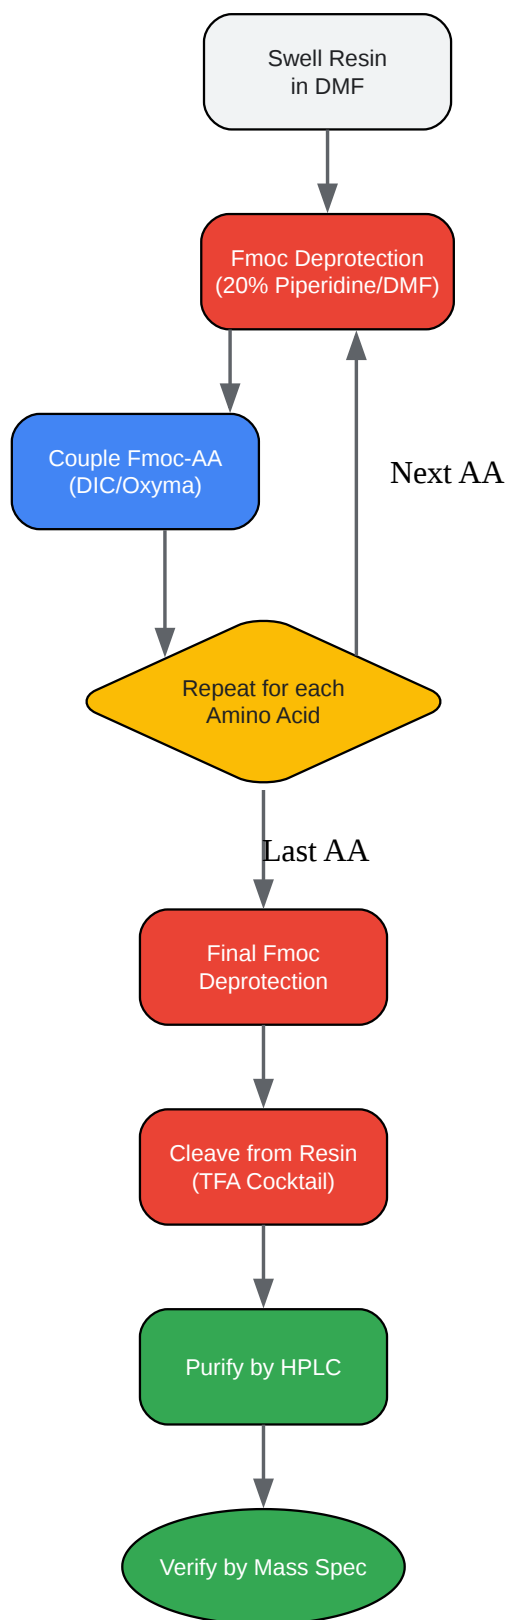 Swell Resin
in DMF
Fmoc Deprotection
(20% Piperidine/DMF)
Couple Fmoc-AA
(DIC/Oxyma)
Next AA
Repeat for each
Amino Acid
Last AA
Final Fmoc
Deprotection
Cleave from Resin
(TFA Cocktail)
Purify by HPLC
Verify by Mass Spec